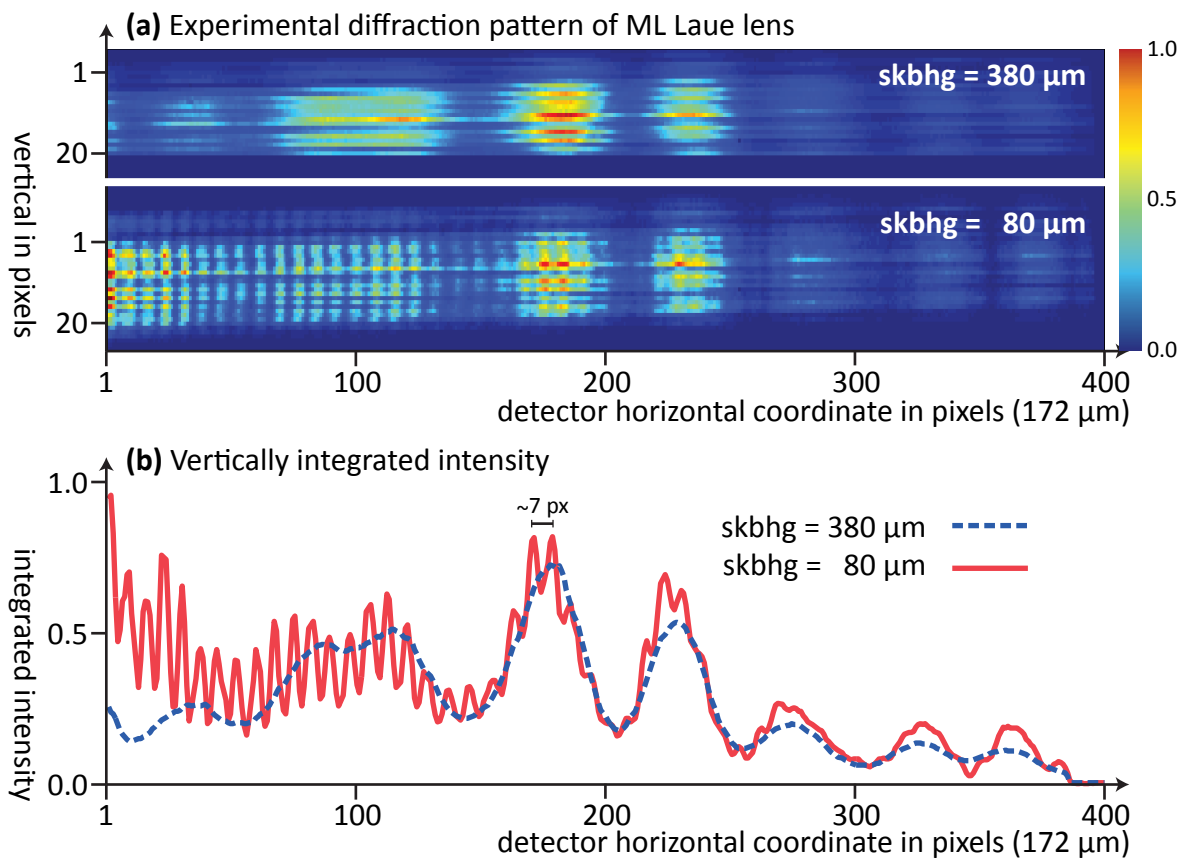 (a) Experimental diffraction pattern of ML Laue lens
skbhg = 380 µm
1
20
skbhg = 80 µm
1
20
vertical in pixels
1.0
0.5
0.0
1 100 200 300 400
detector horizontal coordinate in pixels (172 µm)
(b) Vertically integrated intensity
1.0
0.5
0.0
integrated intensity
~7 px
skbhg = 380 µm
skbhg = 80 µm
1 100 200 300 400
detector horizontal coordinate in pixels (172 µm)